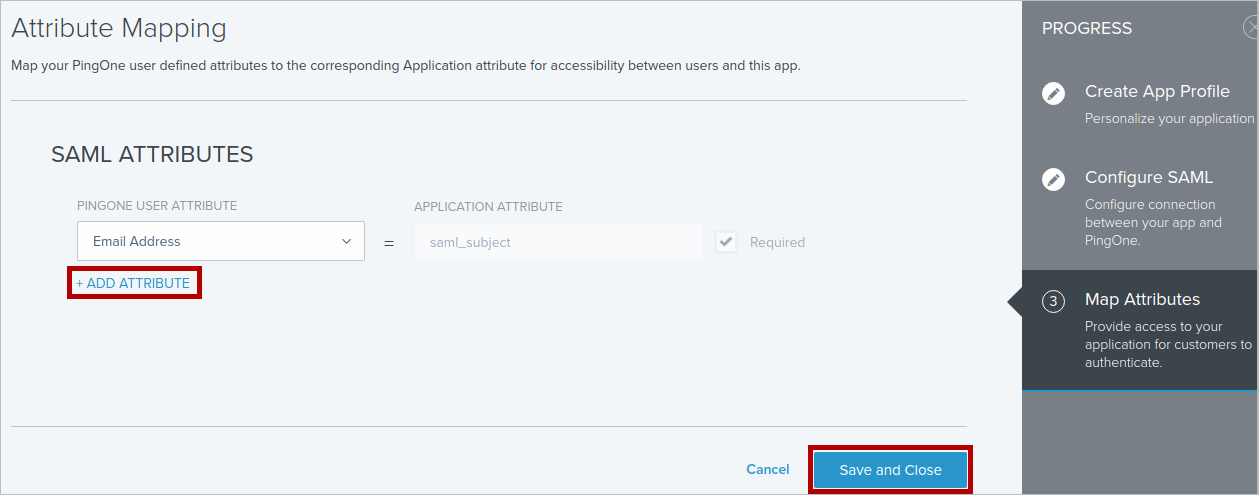 Attribute Mapping
Map your PingOne user defined attributes to the corresponding Application attribute for accessibility between users and this app.
SAML ATTRIBUTES
PINGONE USER ATTRIBUTE
APPLICATION ATTRIBUTE
Email Address
=
saml_subject
Required
+ ADD ATTRIBUTE
Cancel
Save and Close
PROGRESS
Create App Profile
Personalize your application
Configure SAML
Configure connection
between your app and
PingOne.
3
Map Attributes
Provide access to your
application for customers to
authenticate.